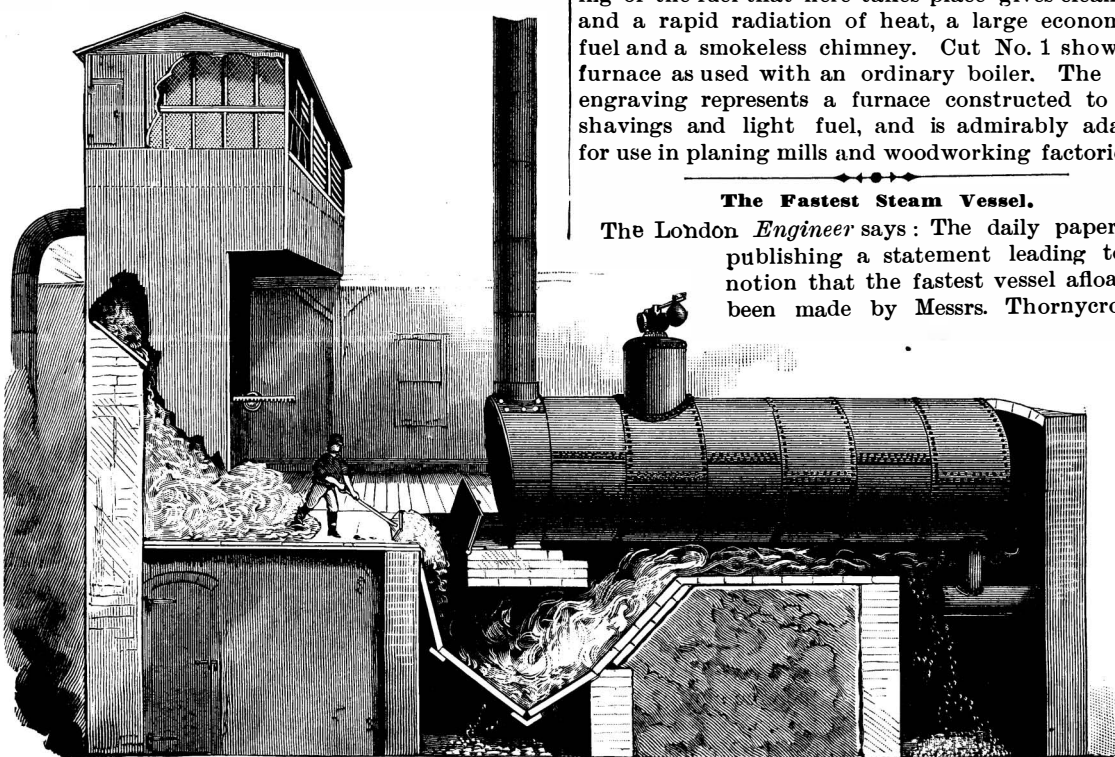 and a rapid radiation of heat, a large econom
fuel and a smokeless chimney. Cut No. 1 show
furnace as used with an ordinary boiler. The
engraving represents a furnace constructed to
shavings and light fuel, and is admirably ada
for use in planing mills and woodworking factori
The Fastest Steam Vessel.
The London Engineer says: The daily paper
publishing a statement leading t
notion that the fastest vessel afloa
been made by Messrs. Thornycro